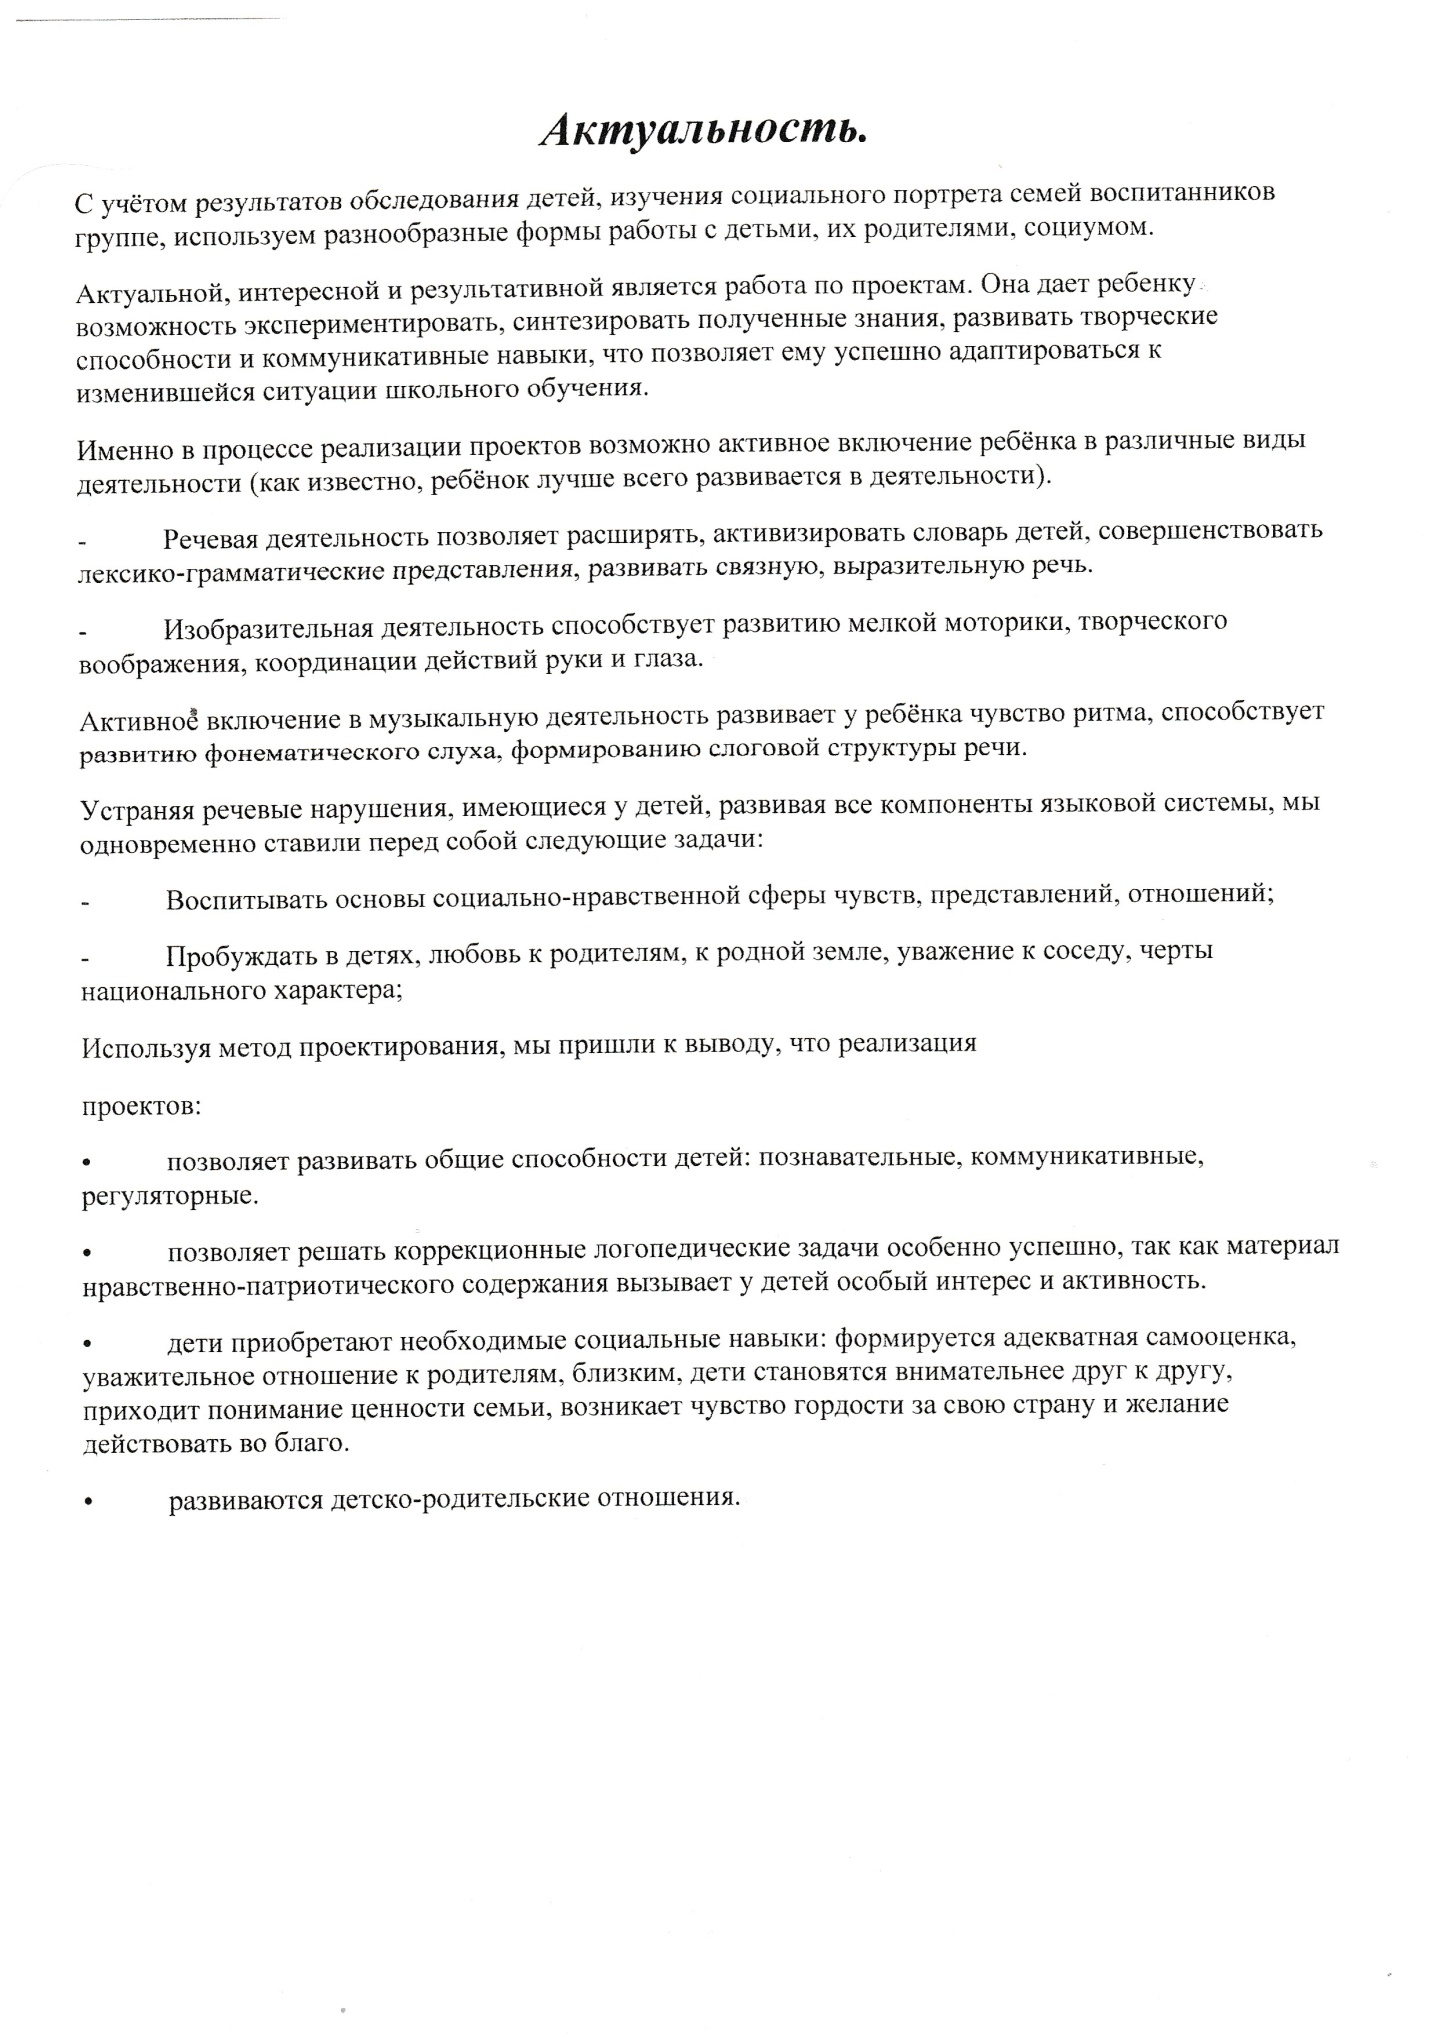 Актуальность.
С учётом результатов обследования детей, изучения социального портрета семей воспитанников
группе, используем разнообразные формы работы с детьми, их родителями, социумом.
Актуальной, интересной и результативной является работа по проектам. Она дает ребенку
возможность экспериментировать, синтезировать полученные знания, развивать творческие
способности и коммуникативные навыки, что позволяет ему успешно адаптироваться к
изменившейся ситуации школьного обучения.
Именно в процессе реализации проектов возможно активное включение ребёнка в различные виды
деятельности (как известно, ребёнок лучше всего развивается в деятельности).
- Речевая деятельность позволяет расширять, активизировать словарь детей, совершенствовать
лексико-грамматические представления, развивать связную, выразительную речь.
- Изобразительная деятельность способствует развитию мелкой моторики, творческого
воображения, координации действий руки и глаза.
Активное включение в музыкальную деятельность развивает у ребёнка чувство ритма, способствует
развитию фонематического слуха, формированию слоговой структуры речи.
Устраняя речевые нарушения, имеющиеся у детей, развивая все компоненты языковой системы, мы
одновременно ставили перед собой следующие задачи:
- Воспитывать основы социально-нравственной сферы чувств, представлений, отношений;
- Пробуждать в детях, любовь к родителям, к родной земле, уважение к соседу, черты
национального характера;
Используя метод проектирования, мы пришли к выводу, что реализация
проектов:
• позволяет развивать общие способности детей: познавательные, коммуникативные,
регуляторные.
• позволяет решать коррекционные логопедические задачи особенно успешно, так как материал
нравственно-патриотического содержания вызывает у детей особый интерес и активность.
• дети приобретают необходимые социальные навыки: формируется адекватная самооценка,
уважительное отношение к родителям, близким, дети становятся внимательнее друг к другу,
приходит понимание ценности семьи, возникает чувство гордости за свою страну и желание
действовать во благо.
• развиваются детско-родительские отношения.